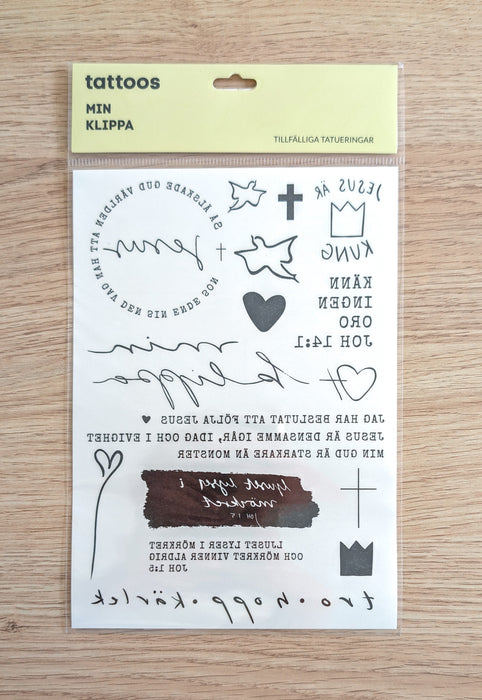 tattoos
MIN
KLIPPA
TILLFÄLLIGA TATUERINGAR
SÅ ÄLSKADE GUD VÄRLDEN ATT HAN GAV DEN SIN ENDE SON
Jesus
JESUS ÄR
KUNG
KÄNN
INGEN
ORO
JOH 14:1
min
klippa
JAG HAR BESLUTAT ATT FÖLJA JESUS
JESUS ÄR DENSAMME IGÅR, IDAG OCH I EVIGHET
MIN GUD ÄR STARKARE ÄN MONSTER
ljuset lyser i
mörkret
JOH 1:5
LJUSET LYSER I MÖRKRET
OCH MÖRKRET VINNER ALDRIG
JOH 1:5
tro · hopp · kärlek